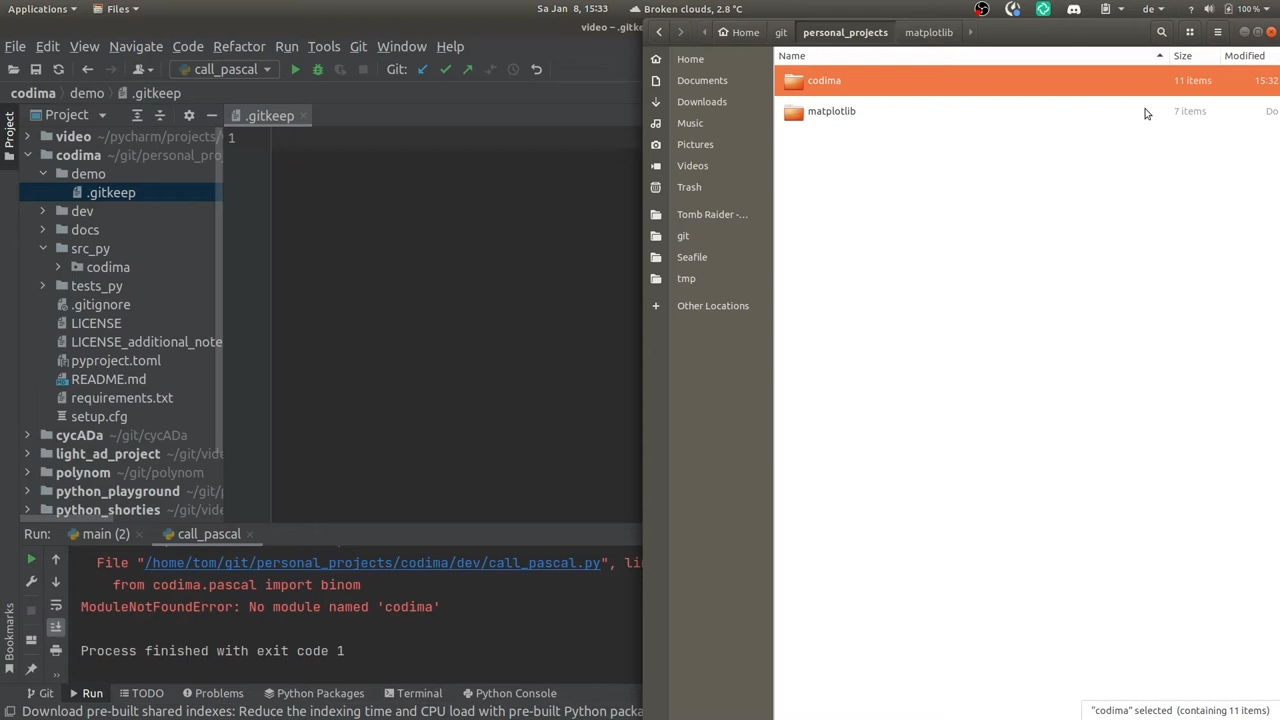 Applications
Files
Sa Jan 8, 15:33
Broken clouds, 2.8 °C
de
100 %
video – .gitke
File Edit View Navigate Code Refactor Run Tools Git Window Help
call_pascal
Git:
codima
demo
.gitkeep
Project
Project
.gitkeep
1
video ~/pycharm/projects/
codima ~/git/personal_pro
demo
.gitkeep
dev
docs
src_py
codima
tests_py
.gitignore
LICENSE
LICENSE_additional_note
pyproject.toml
README.md
requirements.txt
setup.cfg
cycADa ~/git/cycADa
light_ad_project ~/git/vide
polynom ~/git/polynom
python_playground ~/git/v
python_shorties ~/git/vide
Run:
main (2)
call_pascal
File "/home/tom/git/personal_projects/codima/dev/call_pascal.py", li
from codima.pascal import binom
ModuleNotFoundError: No module named 'codima'
Process finished with exit code 1
Bookmarks
Git
Run
TODO
Problems
Python Packages
Terminal
Python Console
Download pre-built shared indexes: Reduce the indexing time and CPU load with pre-built Python packa
Home
git
personal_projects
matplotlib
Home
Documents
Downloads
Music
Pictures
Videos
Trash
Tomb Raider -…
git
Seafile
tmp
Other Locations
Name
Size
Modified
codima
11 items
15:32
matplotlib
7 items
Do
"codima" selected (containing 11 items)